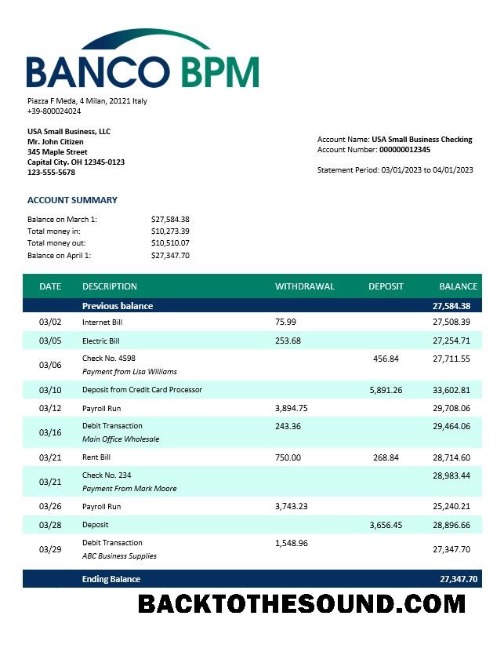 BANCO BPM
Piazza F Meda, 4 Milan, 20121 Italy
+39-800024024
USA Small Business, LLC
Mr. John Citizen
345 Maple Street
Capital City. OH 12345-0123
123-555-5678
Account Name: USA Small Business Checking
Account Number: 000000012345
Statement Period: 03/01/2023 to 04/01/2023
ACCOUNT SUMMARY
Balance on March 1: $27,584.38
Total money in: $10,273.39
Total money out: $10,510.07
Balance on April 1: $27,347.70
DATE DESCRIPTION WITHDRAWAL DEPOSIT BALANCE
Previous balance 27,584.38
03/02 Internet Bill 75.99 27,508.39
03/05 Electric Bill 253.68 27,254.71
03/06 Check No. 4598 456.84 27,711.55
Payment from Lisa Williams
03/10 Deposit from Credit Card Processor 5,891.26 33,602.81
03/12 Payroll Run 3,894.75 29,708.06
03/16 Debit Transaction 243.36 29,464.06
Main Office Wholesale
03/21 Rent Bill 750.00 268.84 28,714.60
03/21 Check No. 234 28,983.44
Payment From Mark Moore
03/26 Payroll Run 3,743.23 25,240.21
03/28 Deposit 3,656.45 28,896.66
03/29 Debit Transaction 1,548.96 27,347.70
ABC Business Supplies
Ending Balance 27,347.70
BACKTOTHESOUND.COM